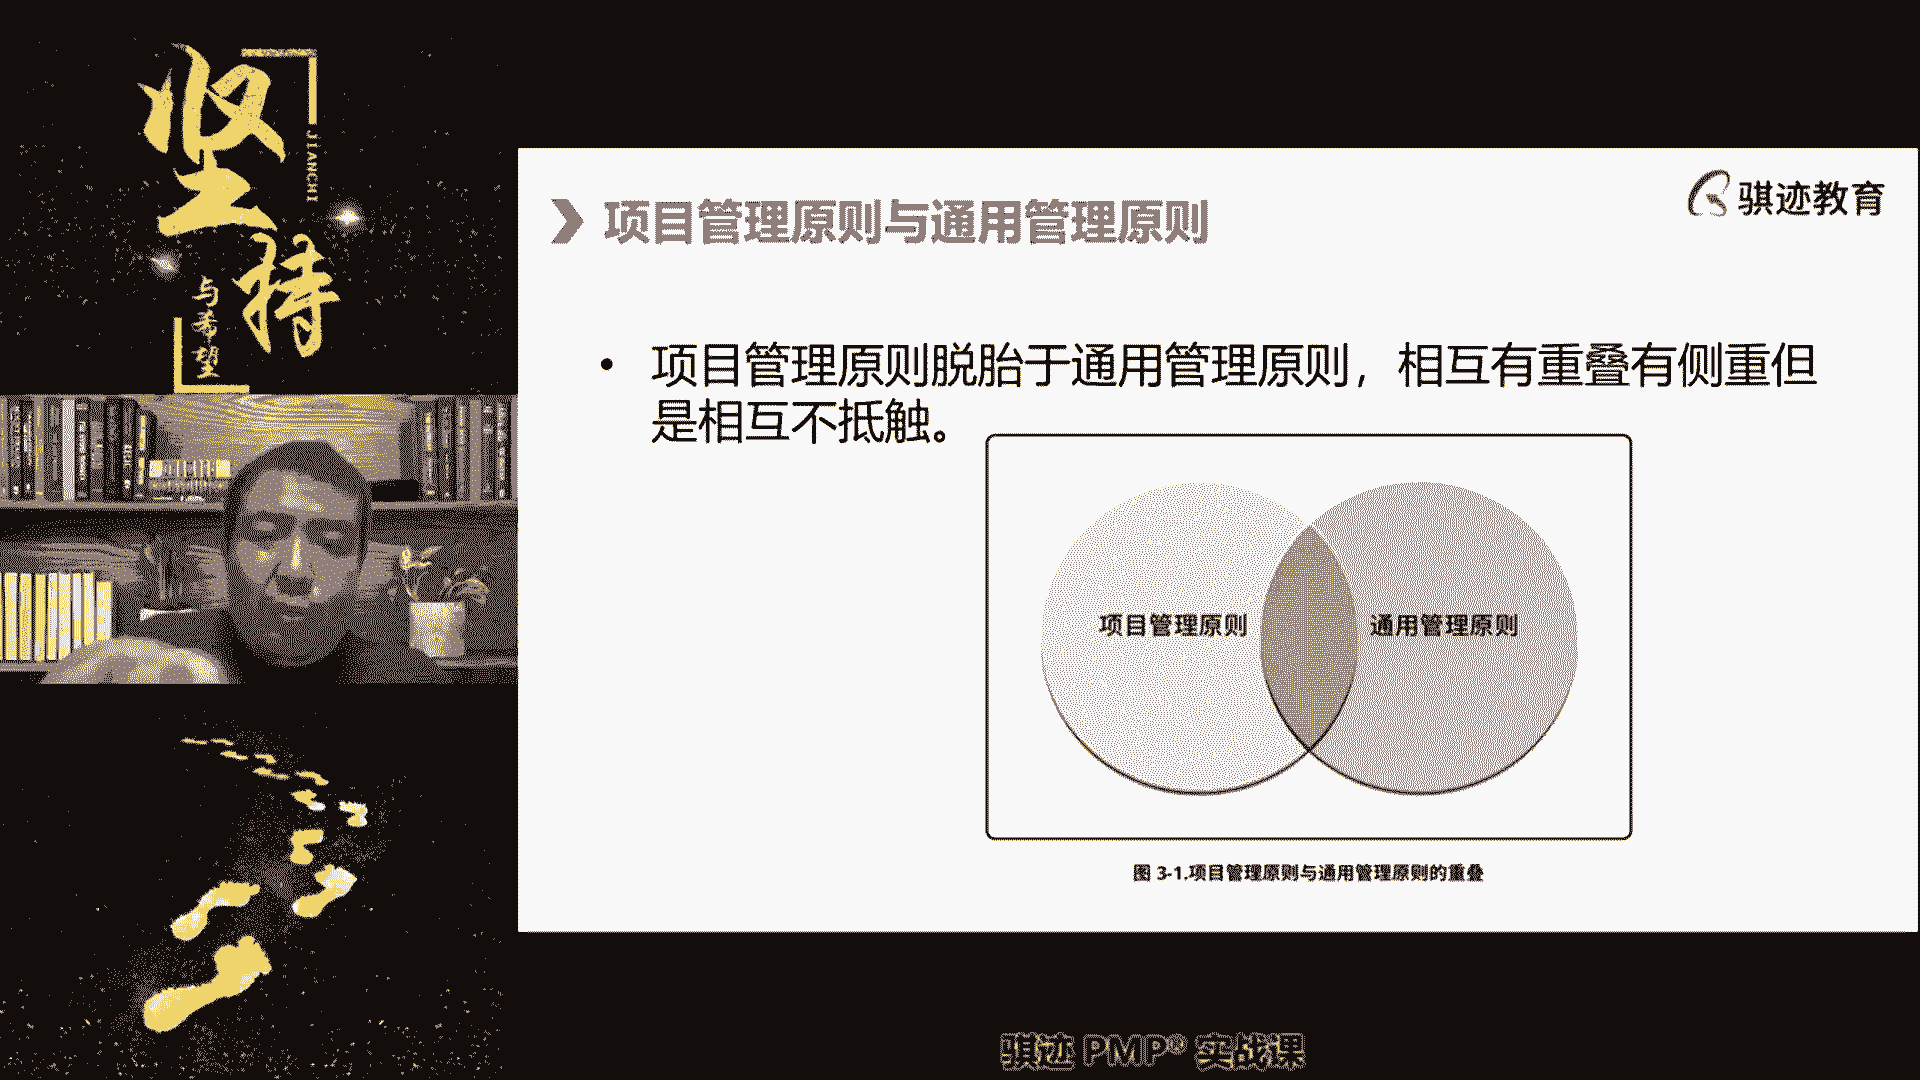 坚持
JIANCHI
与希望
骐迹教育
项目管理原则与通用管理原则
• 项目管理原则脱胎于通用管理原则，相互有重叠有侧重但
是相互不抵触。
项目管理原则
通用管理原则
图 3-1.项目管理原则与通用管理原则的重叠
骐迹 PMP® 实战课